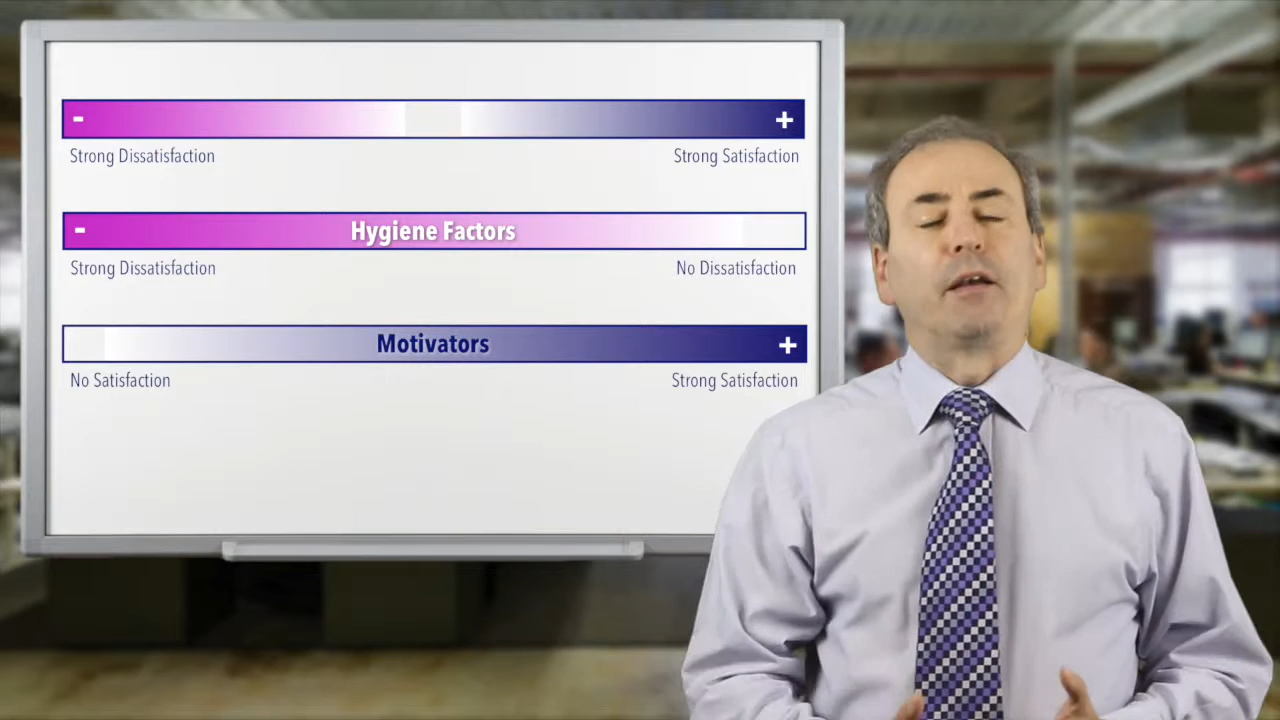 - +
Strong Dissatisfaction Strong Satisfaction
- Hygiene Factors
Strong Dissatisfaction No Dissatisfaction
Motivators +
No Satisfaction Strong Satisfaction